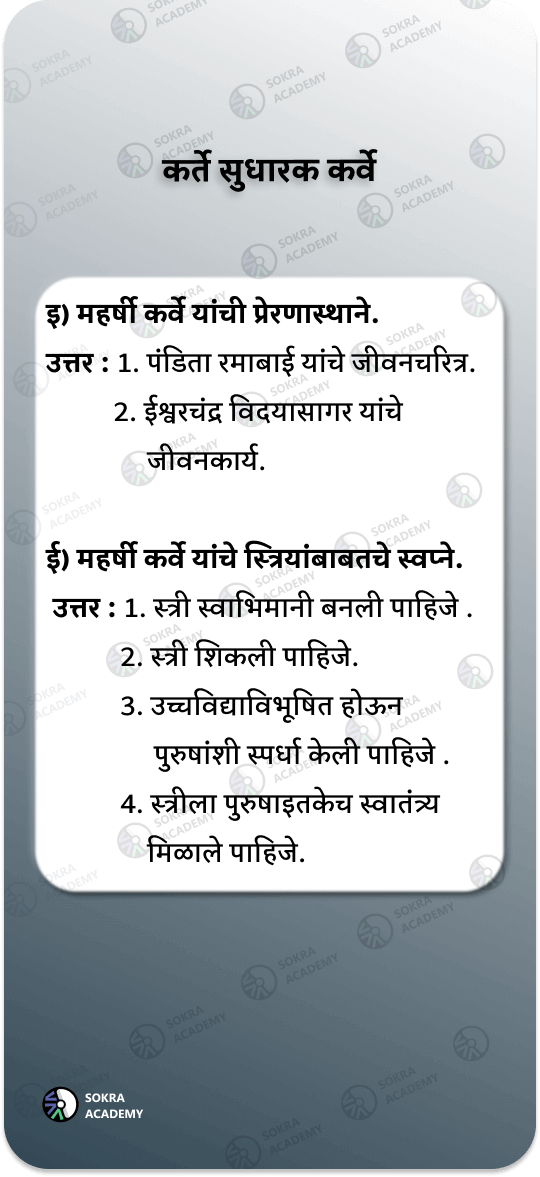 कर्ते सुधारक कर्वे
इ) महर्षी कर्वे यांची प्रेरणास्थाने.
उत्तर : 1. पंडिता रमाबाई यांचे जीवनचरित्र.
2. ईश्वरचंद्र विदयासागर यांचे
जीवनकार्य.
ई) महर्षी कर्वे यांचे स्त्रियांबाबतचे स्वप्ने.
उत्तर : 1. स्त्री स्वाभिमानी बनली पाहिजे .
2. स्त्री शिकली पाहिजे.
3. उच्चविद्याविभूषित होऊन
पुरुषांशी स्पर्धा केली पाहिजे .
4. स्त्रीला पुरुषाइतकेच स्वातंत्र्य
मिळाले पाहिजे.
SOKRA
ACADEMY